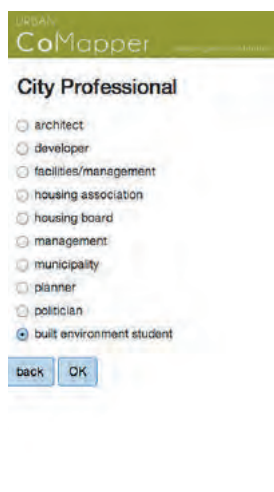 URBAN
CoMapper
City Professional
architect
developer
facilities/management
housing association
housing board
management
municipality
planner
politician
built environment student
back OK